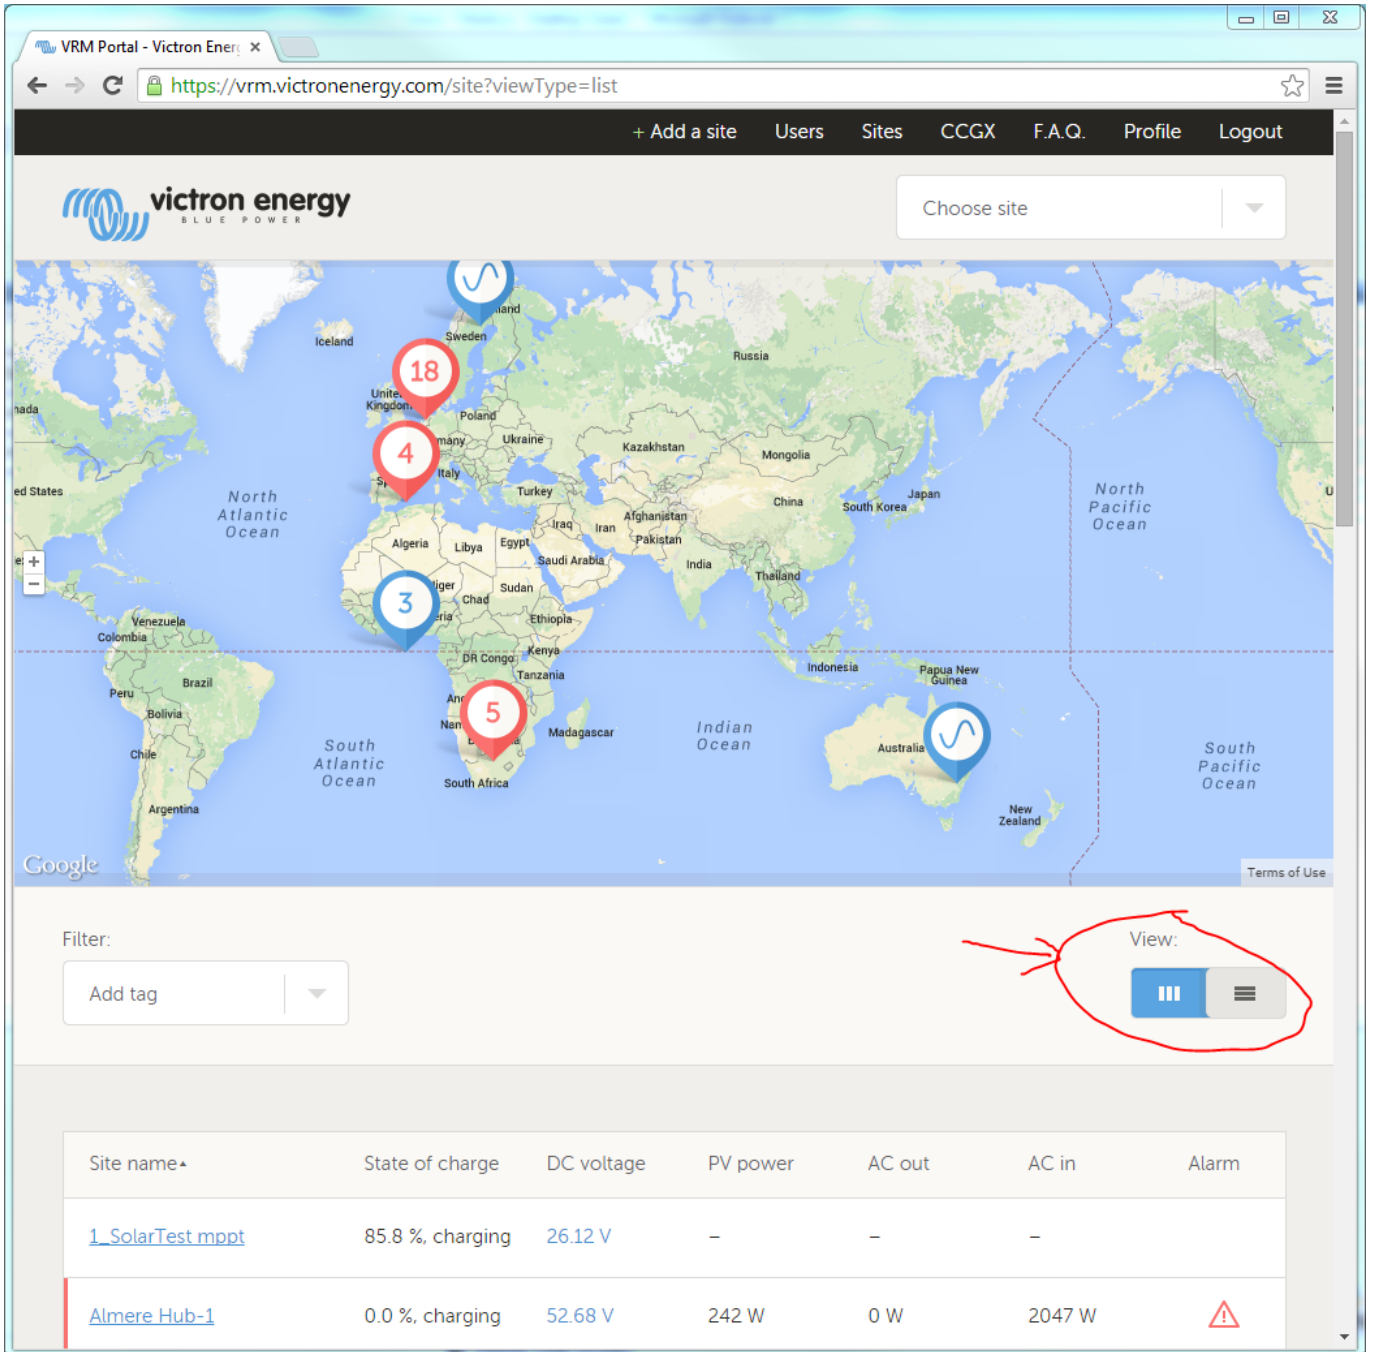 VRM Portal - Victron Ener
https://vrm.victronenergy.com/site?viewType=list
+ Add a site Users Sites CCGX F.A.Q. Profile Logout
victron energy
BLUE POWER
Choose site
Iceland
Sweden
Russia
18
Kingdom
Poland
Ukraine
Kazakhstan
Mongolia
4
Italy
Turkey
ed States
North
Atlantic
Ocean
China
South Korea
Japan
North
Pacific
Ocean
Iraq
Iran
Afghanistan
Pakistan
Algeria
Libya
Egypt
Saudi Arabia
India
Thailand
+
−
3
Chad
Sudan
Ethiopia
Venezuela
Colombia
DR Congo
Kenya
Tanzania
Indonesia
Papua New
Guinea
Peru
Brazil
Bolivia
5
Madagascar
Indian
Ocean
Australia
Chile
South
Atlantic
Ocean
South Africa
South
Pacific
Ocean
Argentina
New
Zealand
Google
Terms of Use
Filter:
View:
Add tag
Site name State of charge DC voltage PV power AC out AC in Alarm
1_SolarTest mppt 85.8 %, charging 26.12 V – – –
Almere Hub-1 0.0 %, charging 52.68 V 242 W 0 W 2047 W